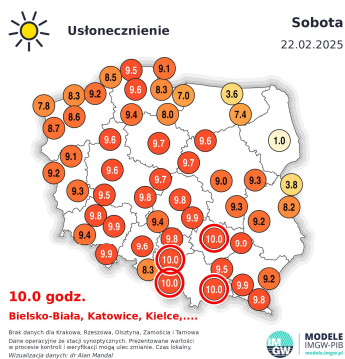 Usłonecznienie
Sobota
22.02.2025
9.5 9.1
8.5
9.6 8.3
8.3 9.2 7.0 3.6
7.8
8.6 9.4 8.0 7.4
8.7
9.6 9.7 9.6 1.0
9.1 9.7
9.2 9.6
9.7 9.0 9.3 3.8
9.3 9.5 9.8 9.8
9.3 8.2
9.8 9.9 9.4 9.9 9.2
9.4 9.8 10.0 9.9
9.9 9.6 10.0
8.3 9.5 9.2
10.0 10.0 9.9
9.8
10.0 godz.
Bielsko-Biała, Katowice, Kielce,....
Brak danych dla Krakowa, Rzeszowa, Olsztyna, Zamościa i Tarnowa
Dane operacyjne ze stacji synoptycznych. Prezentowane wartości
w procesie kontroli i weryfikacji mogą ulec zmianie. Czas lokalny.
Wizualizacja danych: dr Alan Mandal
IM
GW
MODELE
IMGW-PIB
modele.imgw.pl